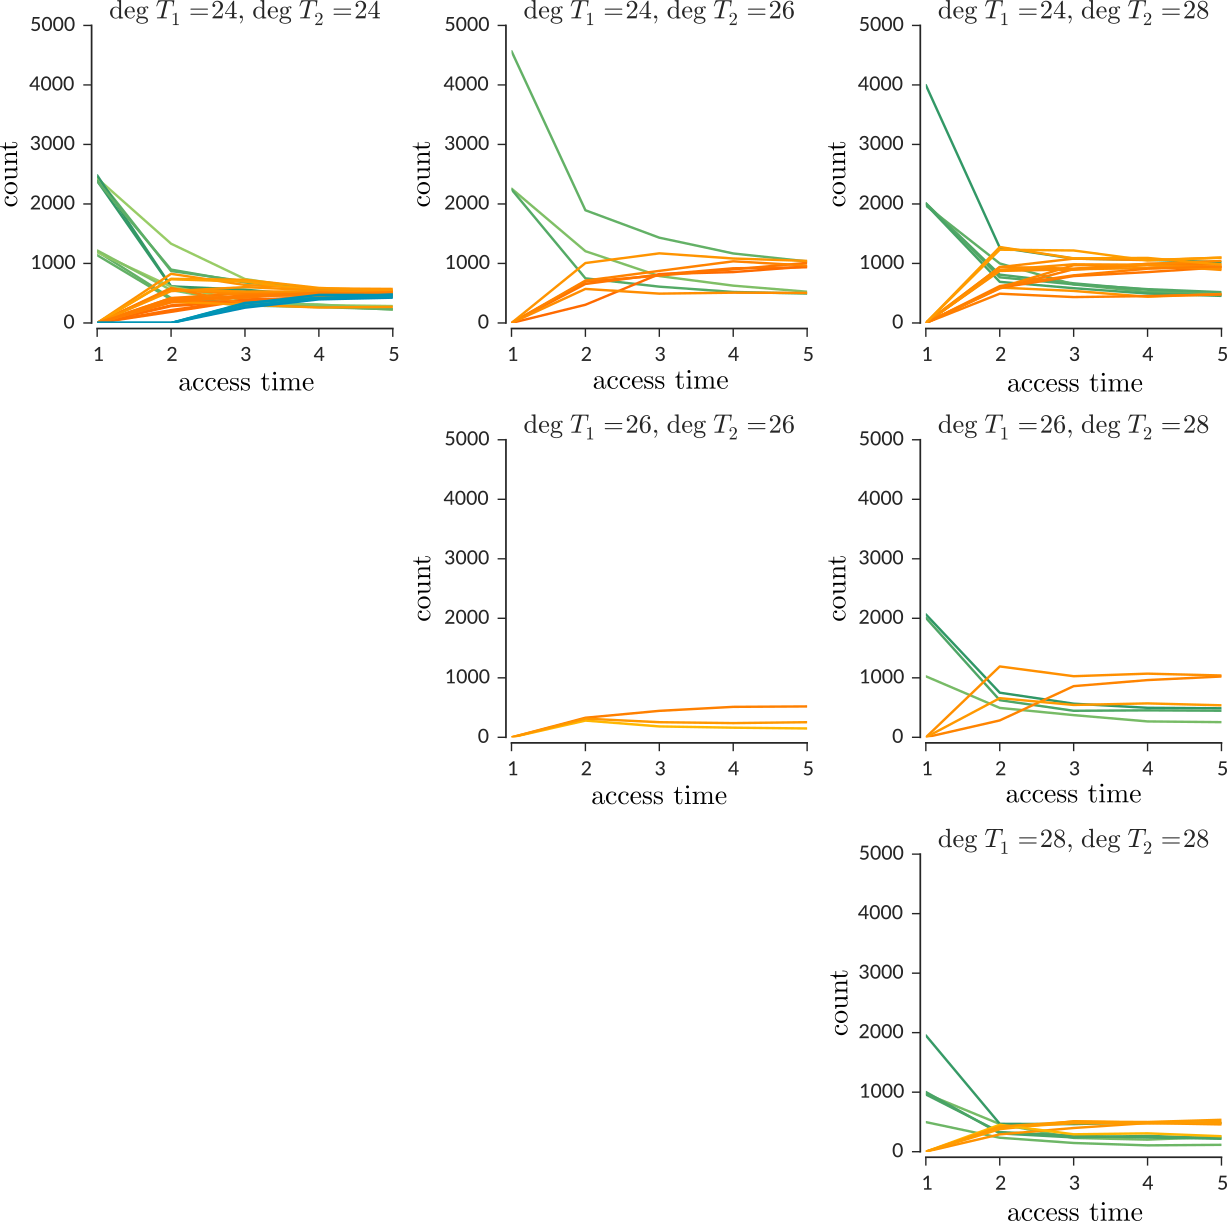 deg T1 =24, deg T2 =24
5000
4000
3000
2000
1000
0
count
1 2 3 4 5
access time
deg T1 =24, deg T2 =26
5000
4000
3000
2000
1000
0
count
1 2 3 4 5
access time
deg T1 =24, deg T2 =28
5000
4000
3000
2000
1000
0
count
1 2 3 4 5
access time
deg T1 =26, deg T2 =26
5000
4000
3000
2000
1000
0
count
1 2 3 4 5
access time
deg T1 =26, deg T2 =28
5000
4000
3000
2000
1000
0
count
1 2 3 4 5
access time
deg T1 =28, deg T2 =28
5000
4000
3000
2000
1000
0
count
1 2 3 4 5
access time